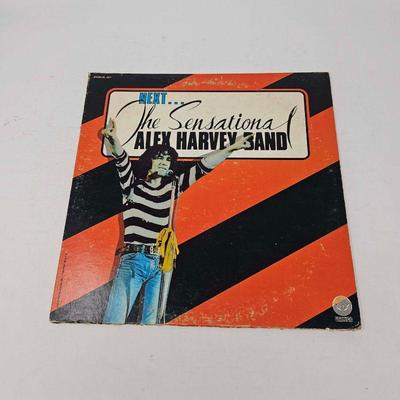 NEXT...
The Sensational
ALEX HARVEY BAND